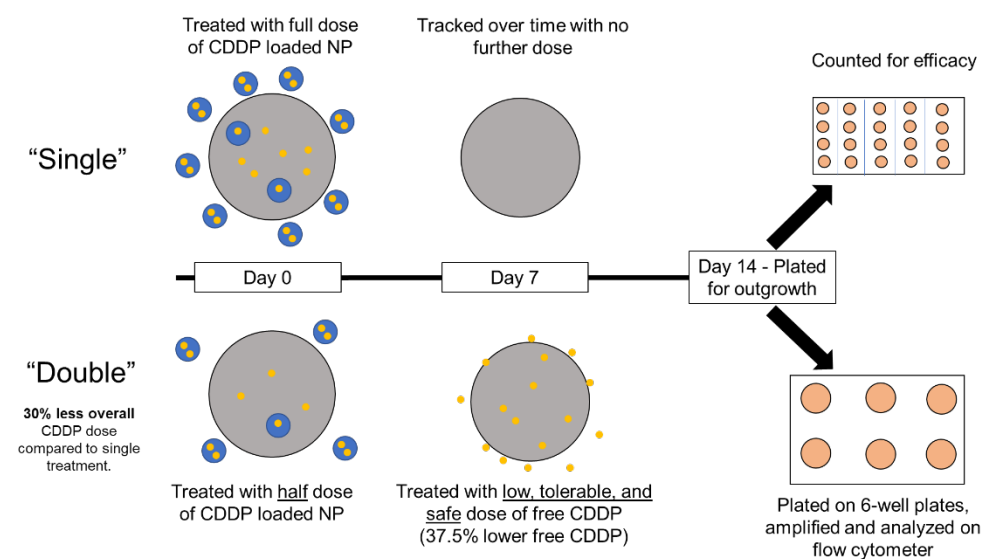 Treated with full dose
of CDDP loaded NP
Tracked over time with no
further dose
Counted for efficacy
“Single”
Day 0
Day 7
Day 14 - Plated
for outgrowth
“Double”
30% less overall
CDDP dose
compared to single
treatment.
Treated with half dose
of CDDP loaded NP
Treated with low, tolerable, and
safe dose of free CDDP
(37.5% lower free CDDP)
Plated on 6-well plates,
amplified and analyzed on
flow cytometer